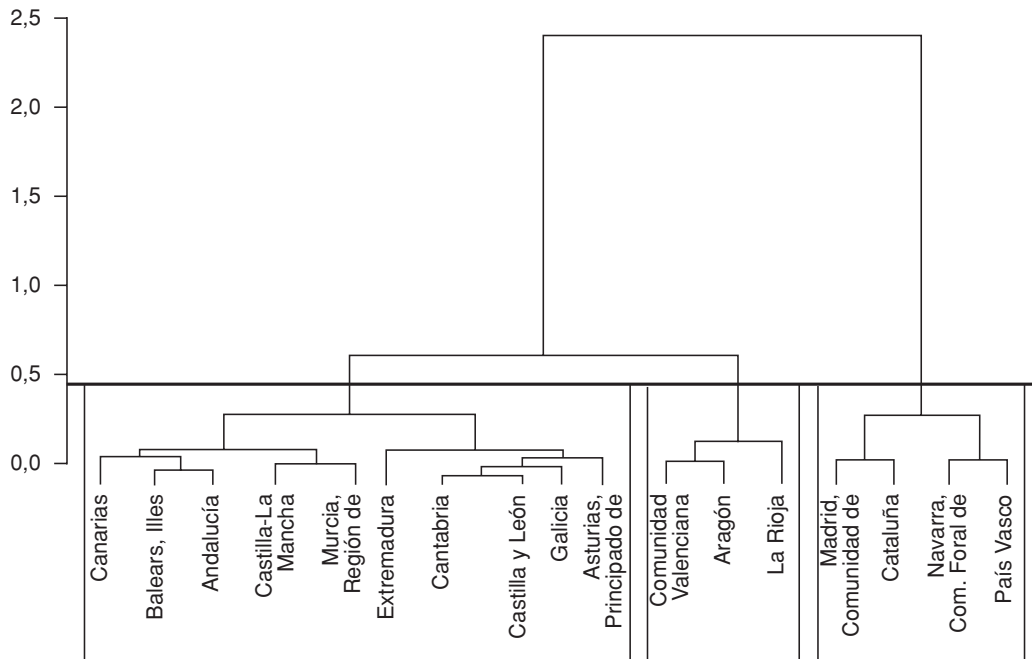 2,5
2,0
1,5
1,0
0,5
0,0
Canarias
Balears, Illes
Andalucía
Castilla-La
Mancha
Murcia,
Región de
Extremadura
Cantabria
Castilla y León
Galicia
Asturias,
Principado de
Comunidad
Valenciana
Aragón
La Rioja
Madrid,
Comunidad de
Cataluña
Navarra,
Com. Foral de
País Vasco